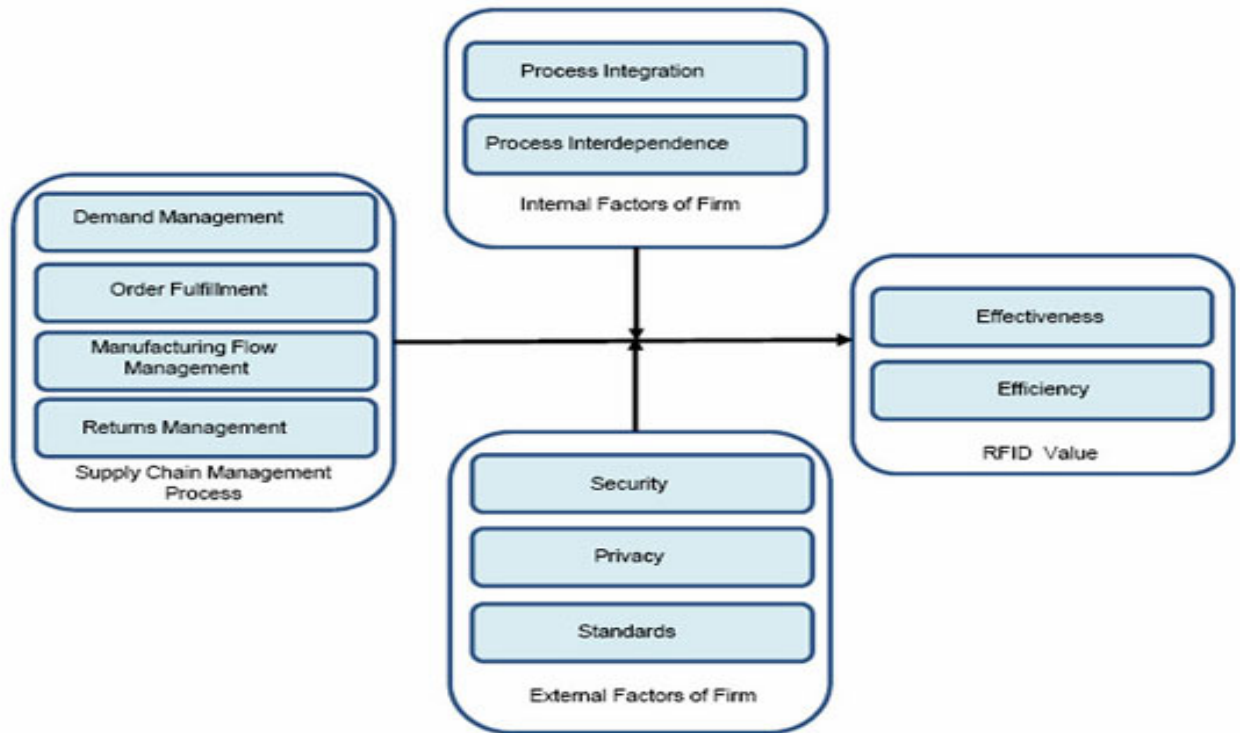 Process Integration
Process Interdependence
Internal Factors of Firm
Demand Management
Order Fulfillment
Manufacturing Flow
Management
Returns Management
Supply Chain Management
Process
Effectiveness
Efficiency
RFID Value
Security
Privacy
Standards
External Factors of Firm